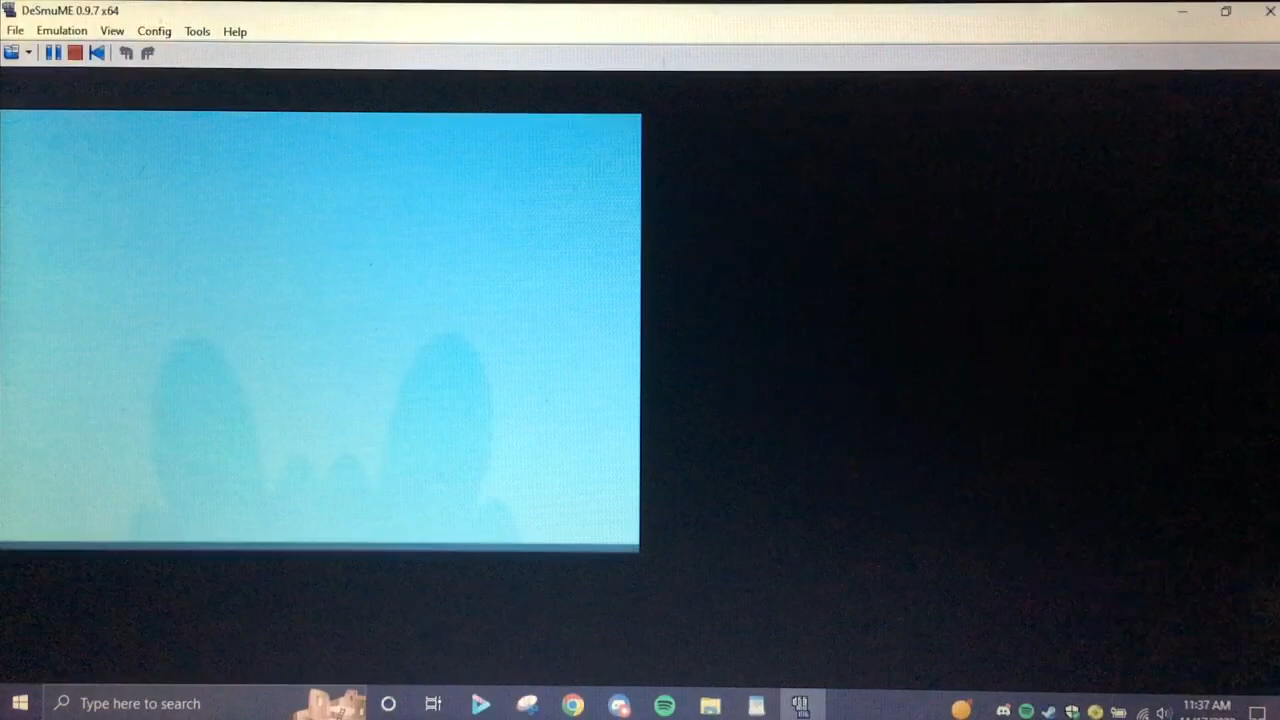 DeSmuME 0.9.7 x64
File Emulation View Config Tools Help
Type here to search
11:37 AM